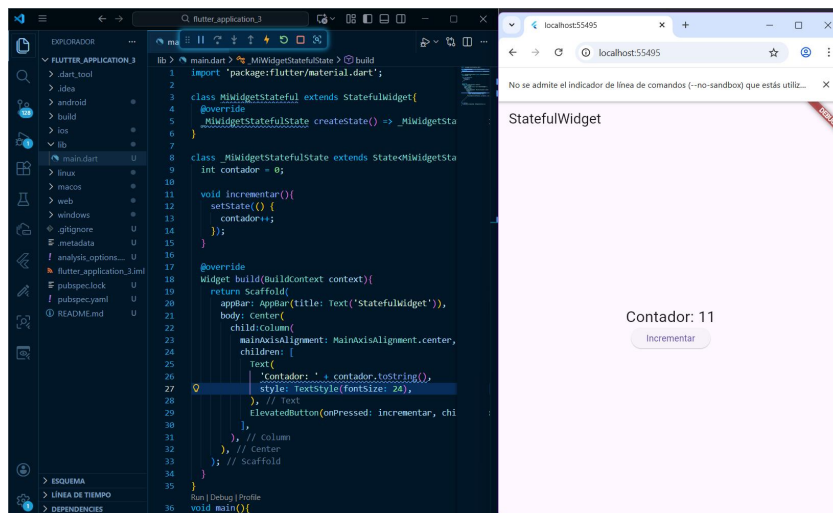 flutter_application_3
EXPLORADOR
FLUTTER_APPLICATION_3
.dart_tool
.idea
android
build
ios
lib
main.dart U
linux
macos
web
windows
.gitignore U
.metadata U
analysis_options.... U
flutter_application_3.iml
pubspec.lock U
pubspec.yaml U
README.md U
ESQUEMA
LÍNEA DE TIEMPO
DEPENDENCIES
128
1
1
lib > main.dart > _MiWidgetStatefulState > build
1 import 'package:flutter/material.dart';
2
3 class MiWidgetStateful extends StatefulWidget{
4 @override
5 _MiWidgetStatefulState createState() => _MiWidgetSta
6 }
7
8 class _MiWidgetStatefulState extends State<MiWidgetSta
9 int contador = 0;
10
11 void incrementar(){
12 setState(() {
13 contador++;
14 });
15 }
16
17 @override
18 Widget build(BuildContext context){
19 return Scaffold(
20 appBar: AppBar(title: Text('StatefulWidget')),
21 body: Center(
22 child:Column(
23 mainAxisAlignment: MainAxisAlignment.center,
24 children: [
25 Text(
26 'Contador: ' + contador.toString(),
27 style: TextStyle(fontSize: 24),
28 ), // Text
29 ElevatedButton(onPressed: incrementar, chi
30 ],
31 ), // Column
32 ), // Center
33 ); // Scaffold
34 }
35 }
Run | Debug | Profile
36 void main(){
localhost:55495
localhost:55495
No se admite el indicador de línea de comandos (--no-sandbox) que estás utiliz...
StatefulWidget
Contador: 11
Incrementar